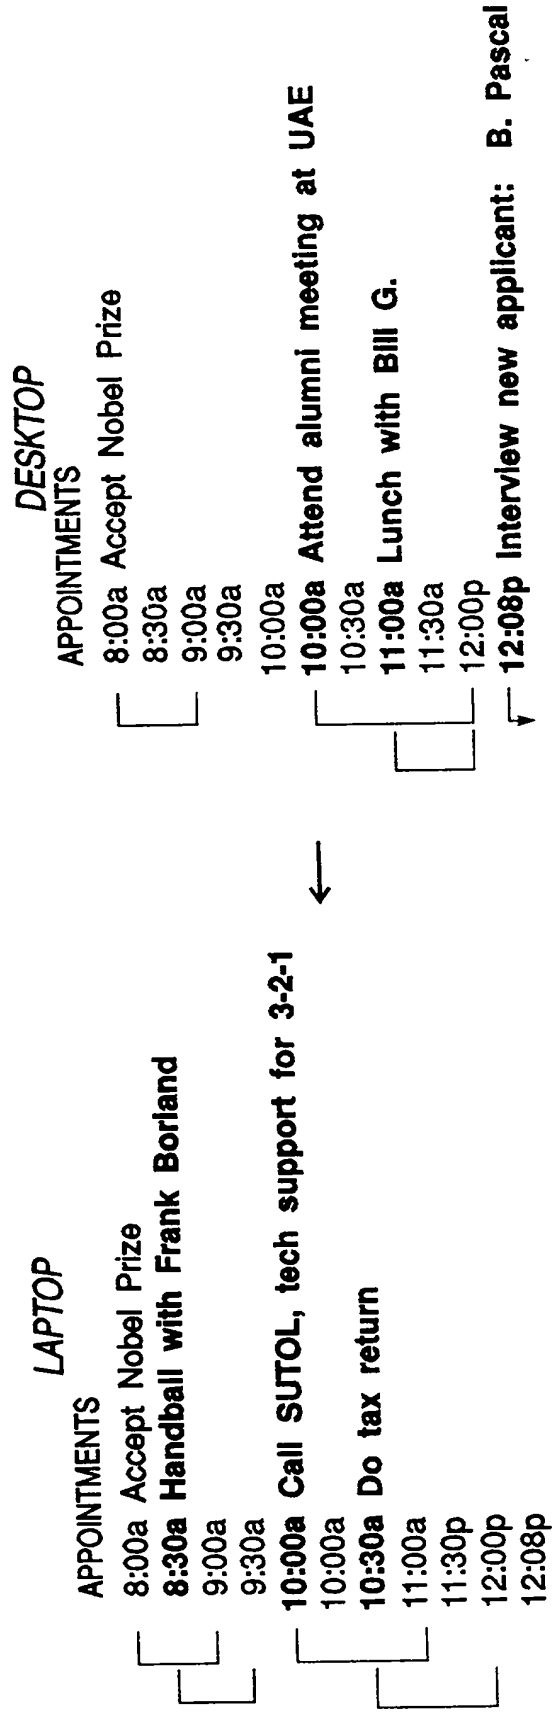 LAPTOP
APPOINTMENTS
8:00a Accept Nobel Prize
8:30a Handball with Frank Borland
9:00a
9:30a
10:00a Call SUTOL, tech support for 3-2-1
10:00a
10:30a Do tax return
11:00a
11:30p
12:00p
12:08p
DESKTOP
APPOINTMENTS
8:00a Accept Nobel Prize
8:30a
9:00a
9:30a
10:00a
10:00a Attend alumni meeting at UAE
10:30a
11:00a Lunch with Bill G.
11:30a
12:00p
12:08p Interview new applicant: B. Pascal